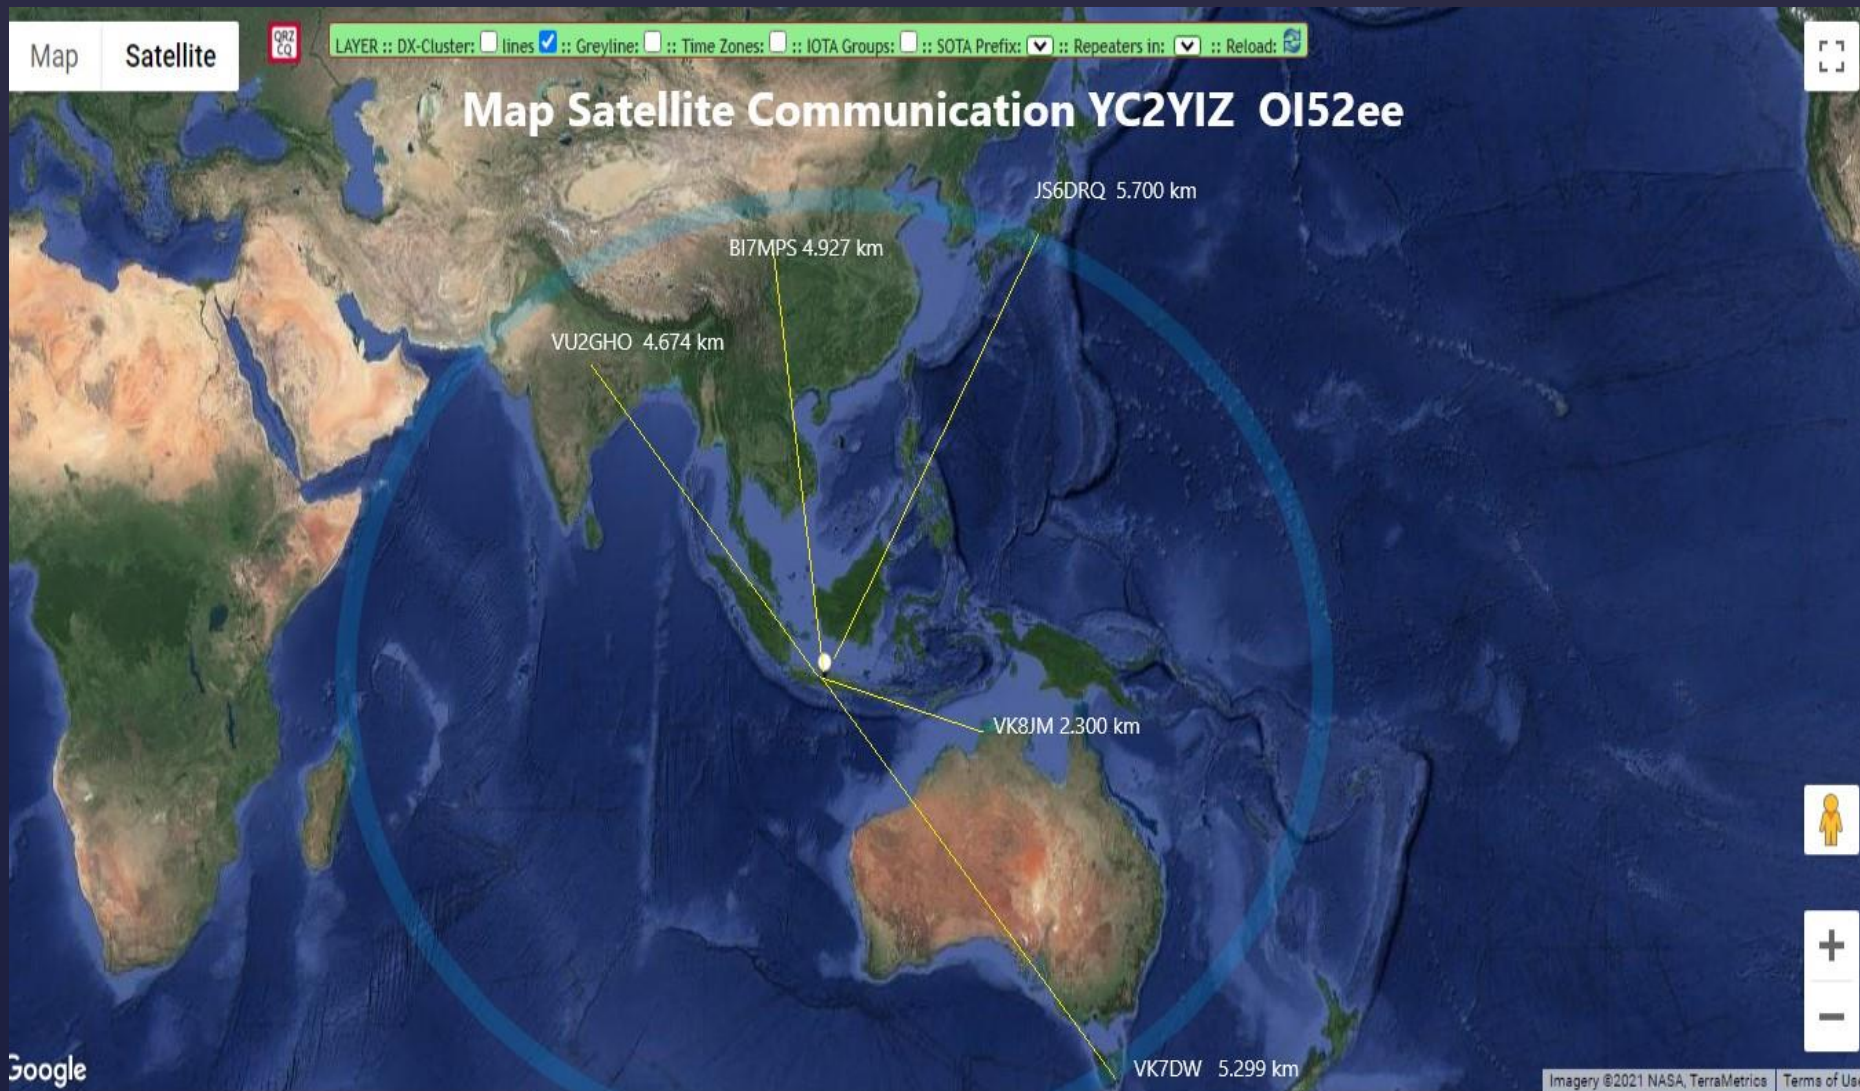 Map Satellite
QRZ
CQ
LAYER :: DX-Cluster: lines :: Greyline: :: Time Zones: :: IOTA Groups: :: SOTA Prefix: :: Repeaters in: :: Reload:
Map Satellite Communication YC2YIZ OI52ee
JS6DRQ 5.700 km
BI7MPS 4.927 km
VU2GHO 4.674 km
VK8JM 2.300 km
VK7DW 5.299 km
Google
Imagery ©2021 NASA, TerraMetrics Terms of Us